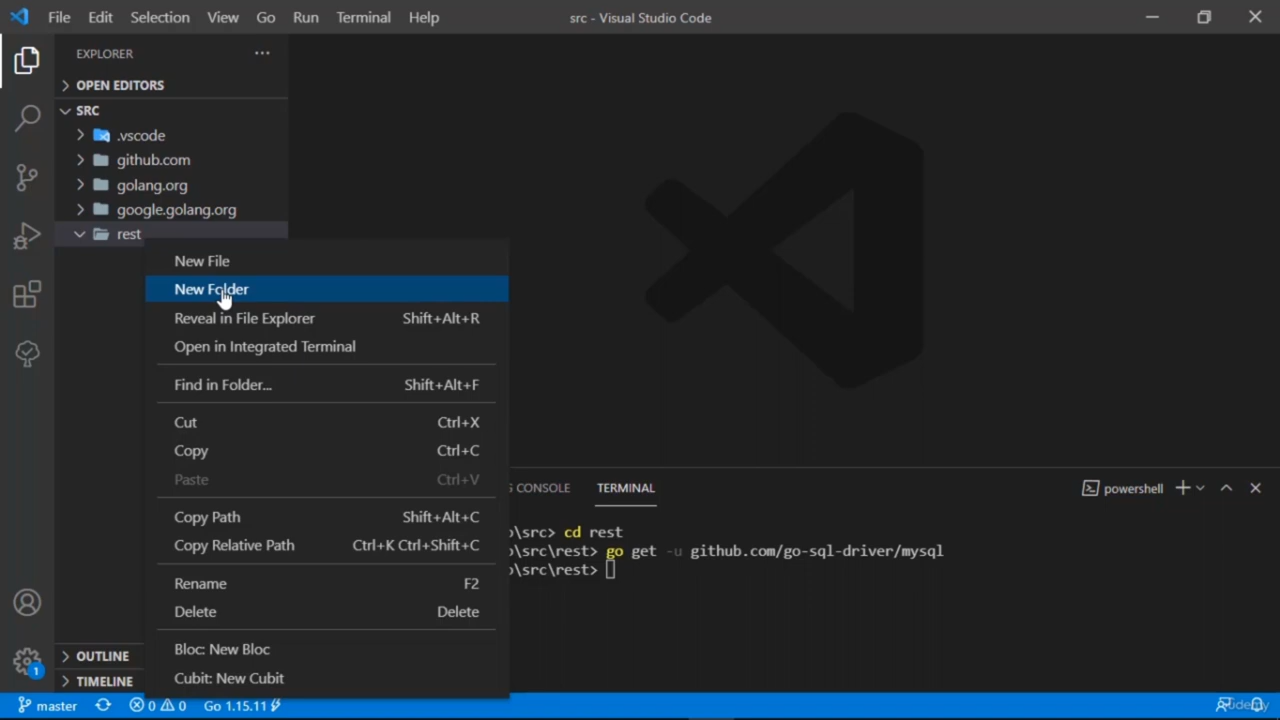 File Edit Selection View Go Run Terminal Help
src - Visual Studio Code
EXPLORER
OPEN EDITORS
SRC
.vscode
github.com
golang.org
google.golang.org
rest
New File
New Folder
Reveal in File Explorer Shift+Alt+R
Open in Integrated Terminal
Find in Folder... Shift+Alt+F
Cut Ctrl+X
Copy Ctrl+C
Paste Ctrl+V
Copy Path Shift+Alt+C
Copy Relative Path Ctrl+K Ctrl+Shift+C
Rename F2
Delete Delete
Bloc: New Bloc
Cubit: New Cubit
CONSOLE TERMINAL
powershell
\src> cd rest
\src\rest> go get -u github.com/go-sql-driver/mysql
\src\rest>
OUTLINE
TIMELINE
1
master 0 0 Go 1.15.11